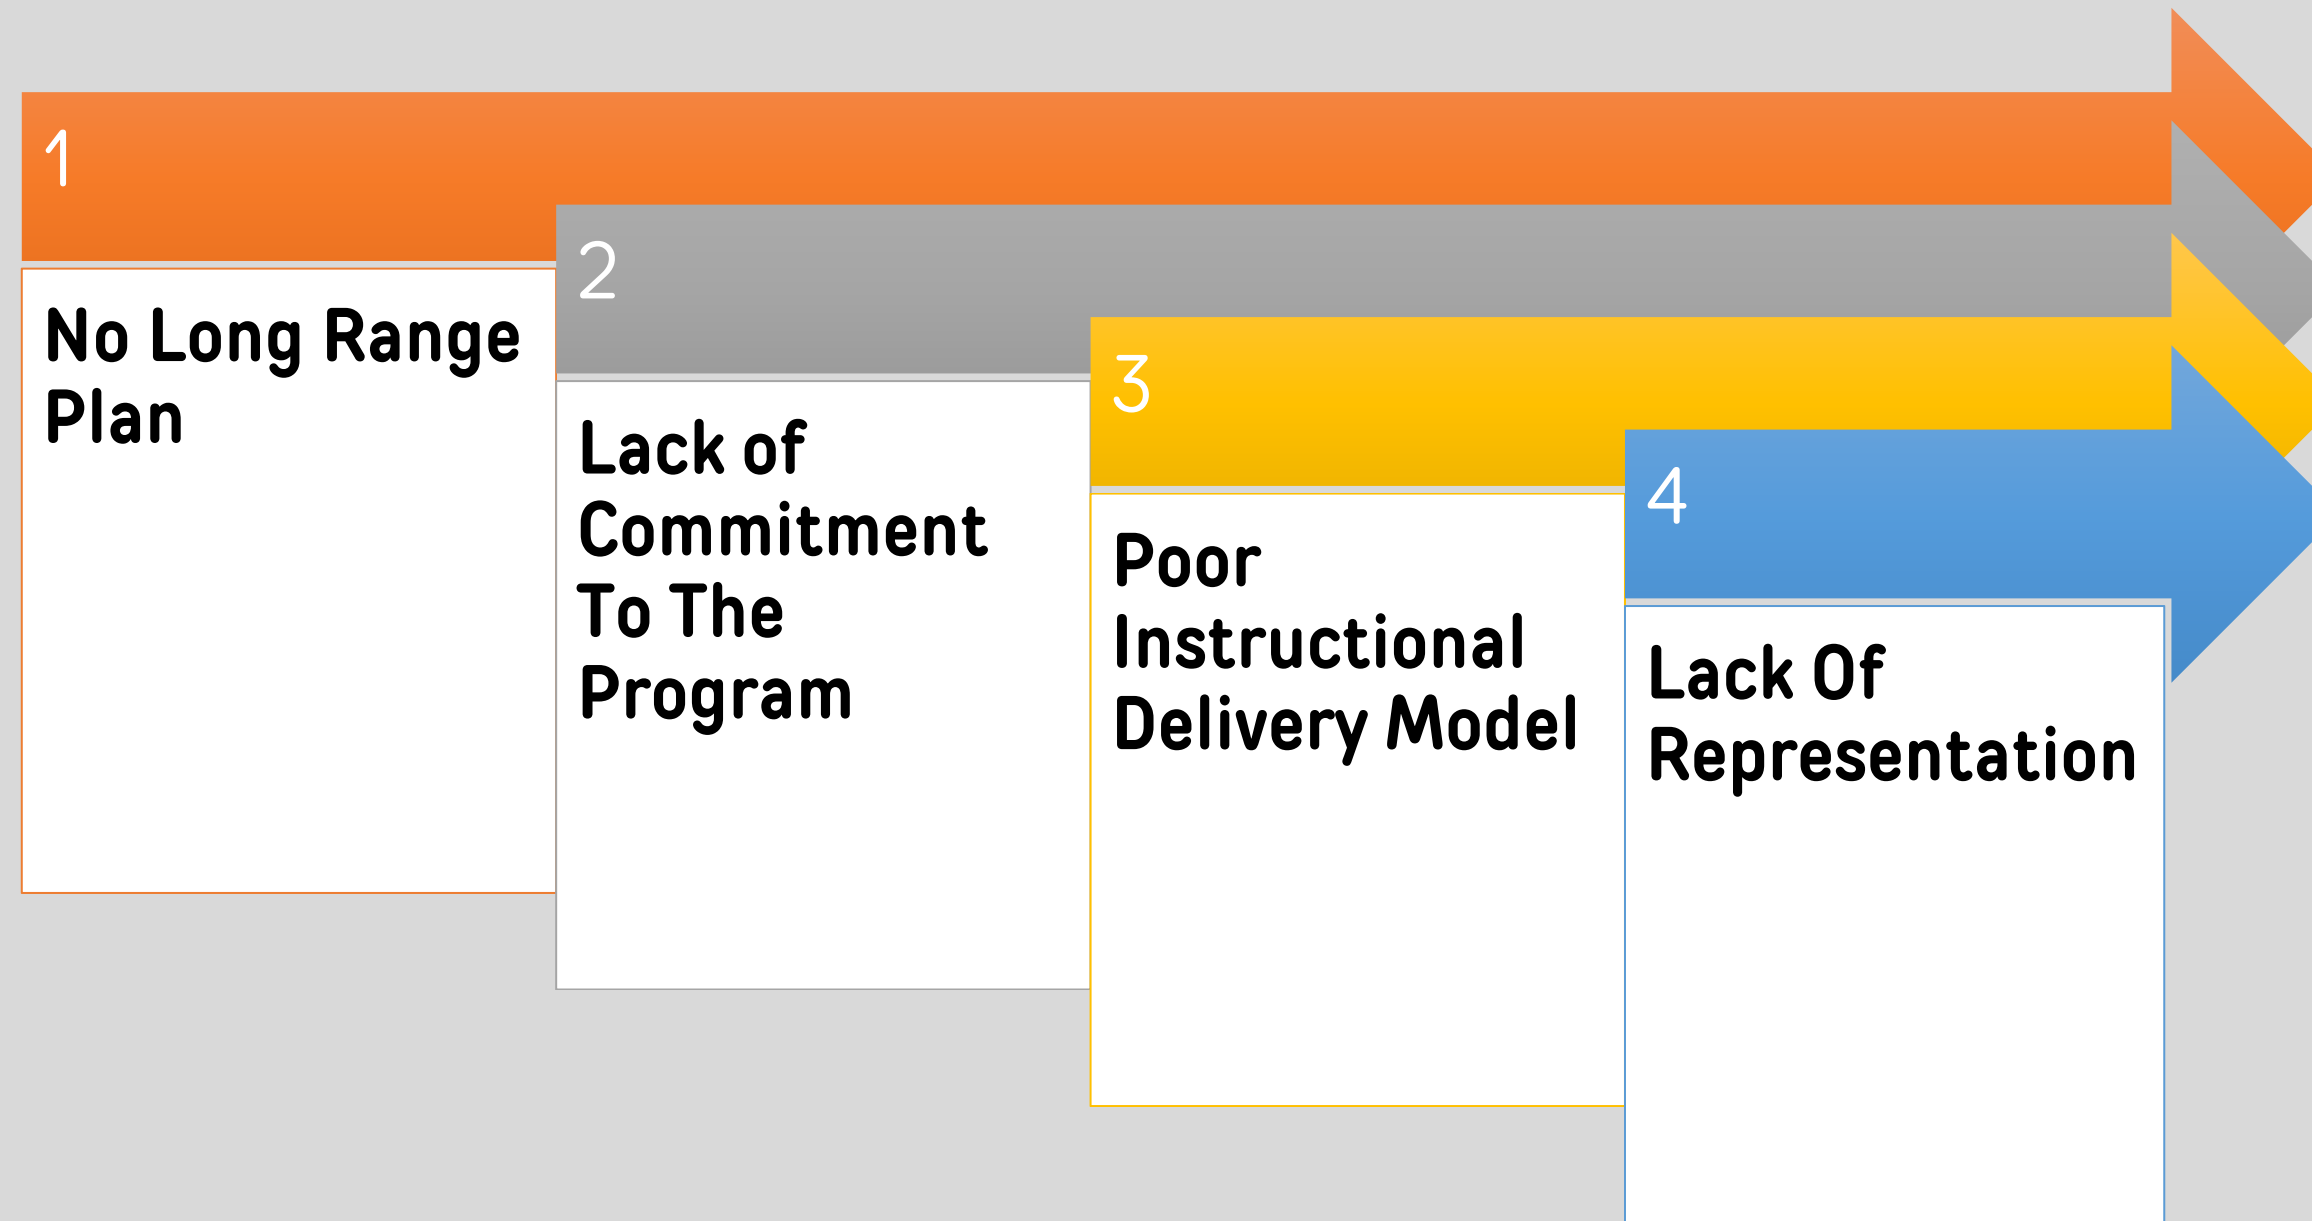 1
No Long Range
Plan
2
Lack of
Commitment
To The
Program
3
Poor
Instructional
Delivery Model
4
Lack Of
Representation